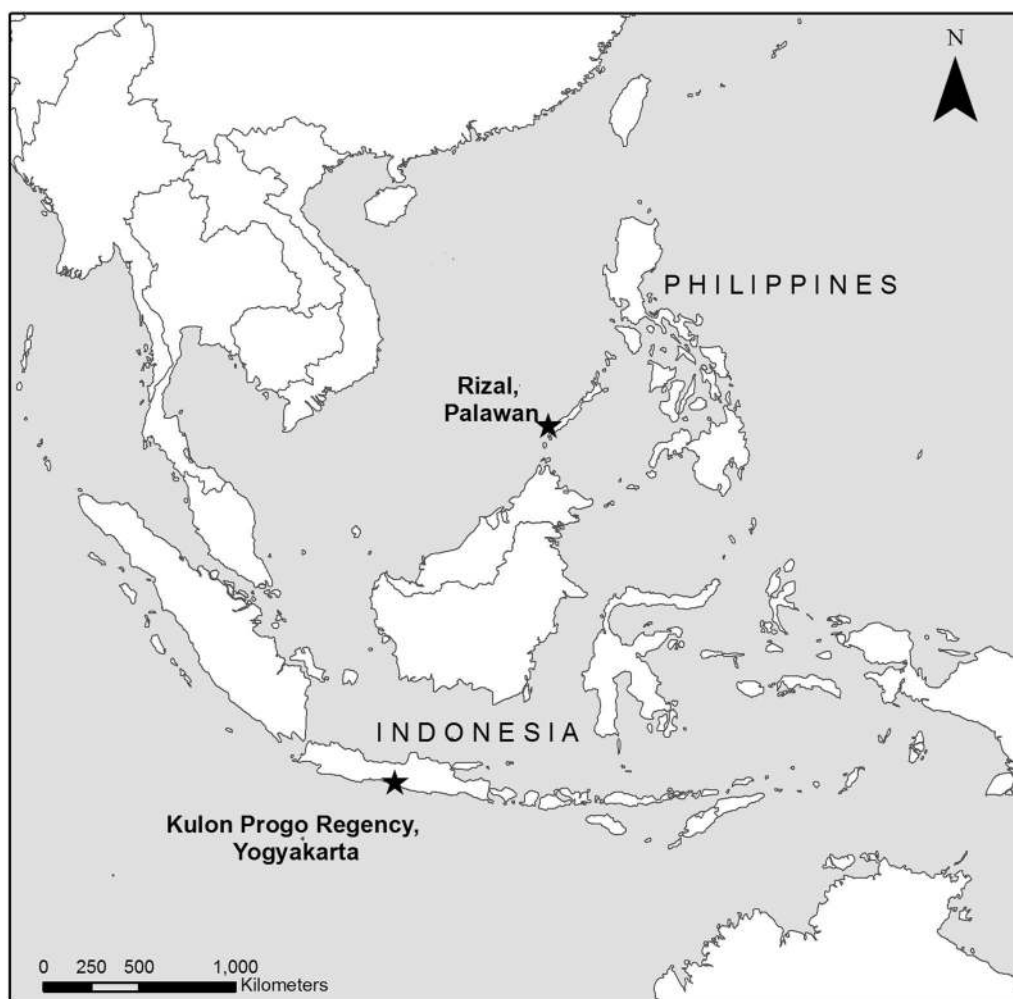 N
PHILIPPINES
Rizal,
Palawan
INDONESIA
Kulon Progo Regency,
Yogyakarta
0 250 500 1,000
Kilometers